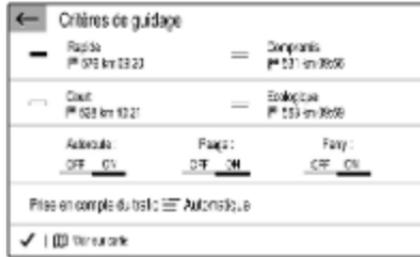 Critères de guidage
Rapide
Compromis
Court
Ecologique
Autoroute :
Péage :
Ferry :
OFF ON
OFF ON
OFF ON
Prise en compte du trafic Automatique
Voir sur carte